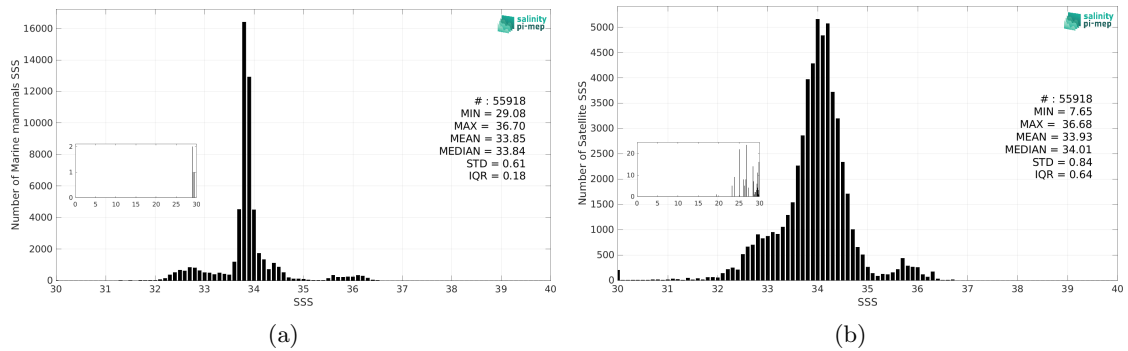 salinity
pi-mep
Number of Marine mammals SSS
16000
14000
12000
10000
8000
6000
4000
2000
0
# : 55918
MIN = 29.08
MAX = 36.70
MEAN = 33.85
MEDIAN = 33.84
STD = 0.61
IQR = 0.18
2
1
0
0 5 10 15 20 25 30
30 31 32 33 34 35 36 37 38 39 40
SSS
(a)
salinity
pi-mep
Number of Satellite SSS
5000
4500
4000
3500
3000
2500
2000
1500
1000
500
0
# : 55918
MIN = 7.65
MAX = 36.68
MEAN = 33.93
MEDIAN = 34.01
STD = 0.84
IQR = 0.64
20
10
0
0 5 10 15 20 25 30
30 31 32 33 34 35 36 37 38 39 40
SSS
(b)